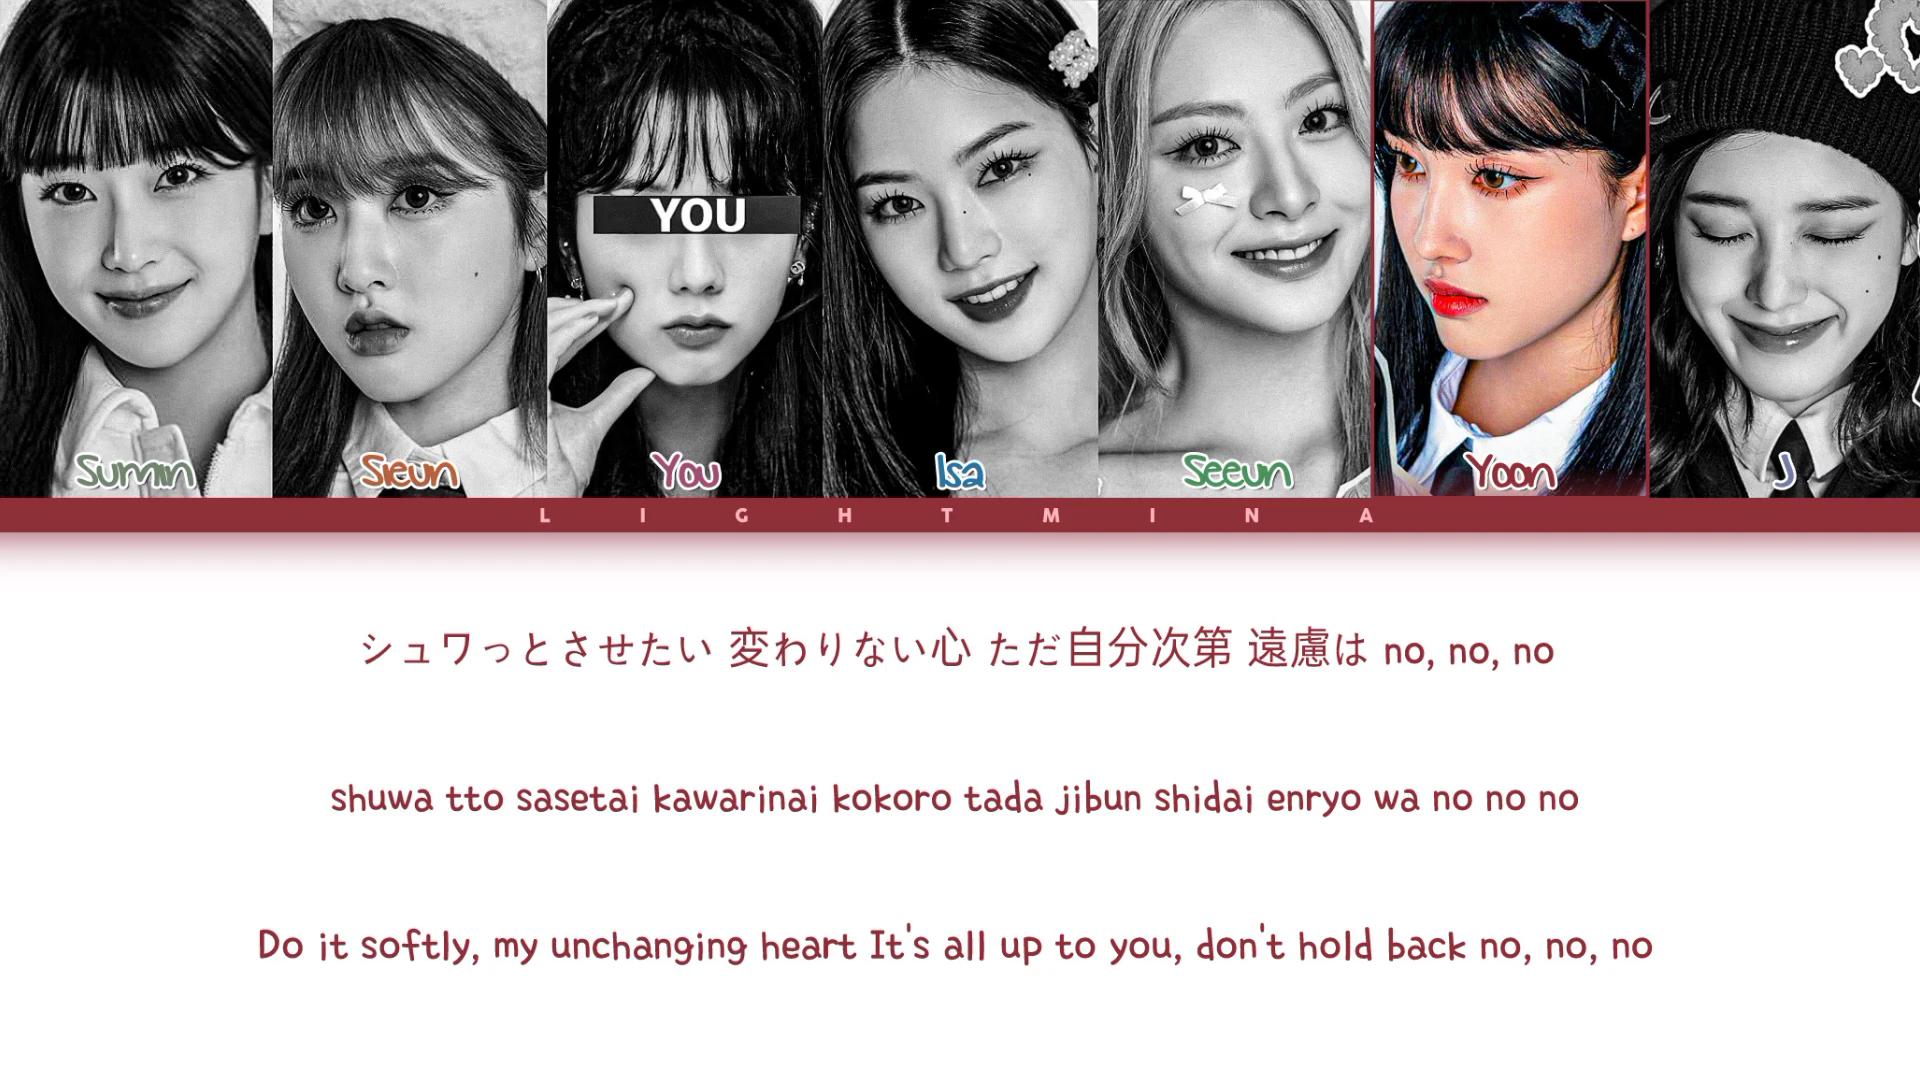 YOU
Sumin
Sieun
You
Isa
Seeun
Yoon
J
LIGHTMINA
シュワっとさせたい 変わりない心 ただ自分次第 遠慮は no, no, no
shuwa tto sasetai kawarinai kokoro tada jibun shidai enryo wa no no no
Do it softly, my unchanging heart It's all up to you, don't hold back no, no, no